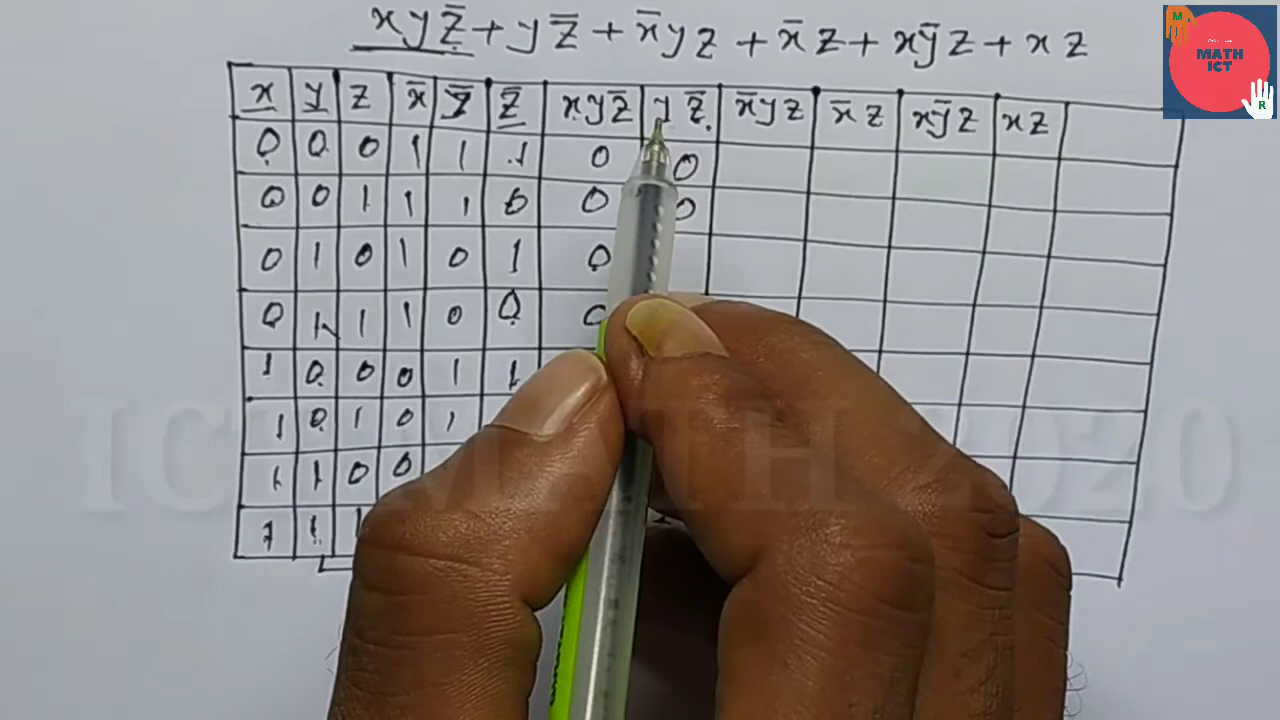 xyz̅ + yz̅ + x̅yz + x̅z + xy̅z + xz
MATH
ICT
M
R
x y z x̅ y̅ z̅ xyz̅ yz̅ x̅yz x̅z xy̅z xz
0 0 0 1 1 1 0 0
0 0 1 1 1 0 0 0
0 1 0 1 0 1 0
0 1 1 1 0 0 0
1 0 0 0 1 1
1 0 1 0 1
1 1 0 0
1 1 1